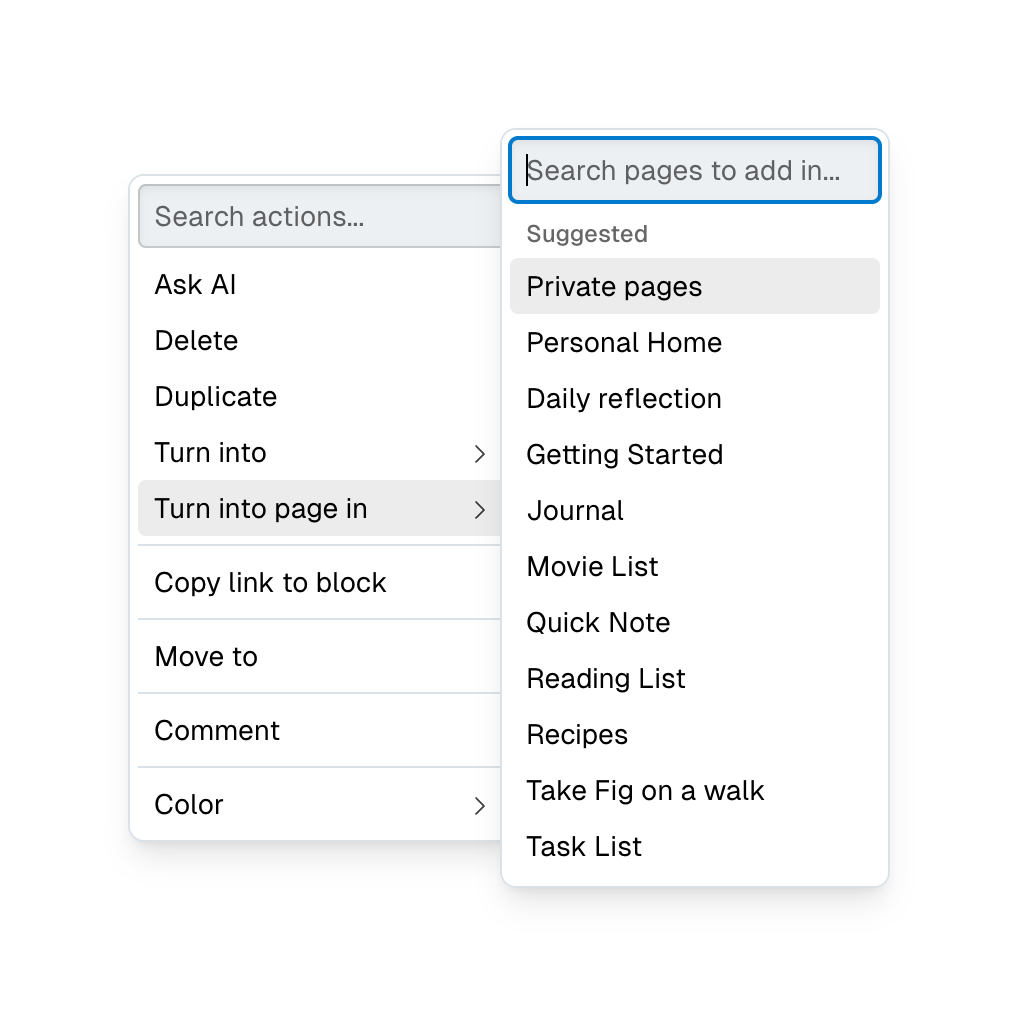 Search actions...
Ask AI
Delete
Duplicate
Turn into
Turn into page in
Copy link to block
Move to
Comment
Color
Search pages to add in...
Suggested
Private pages
Personal Home
Daily reflection
Getting Started
Journal
Movie List
Quick Note
Reading List
Recipes
Take Fig on a walk
Task List